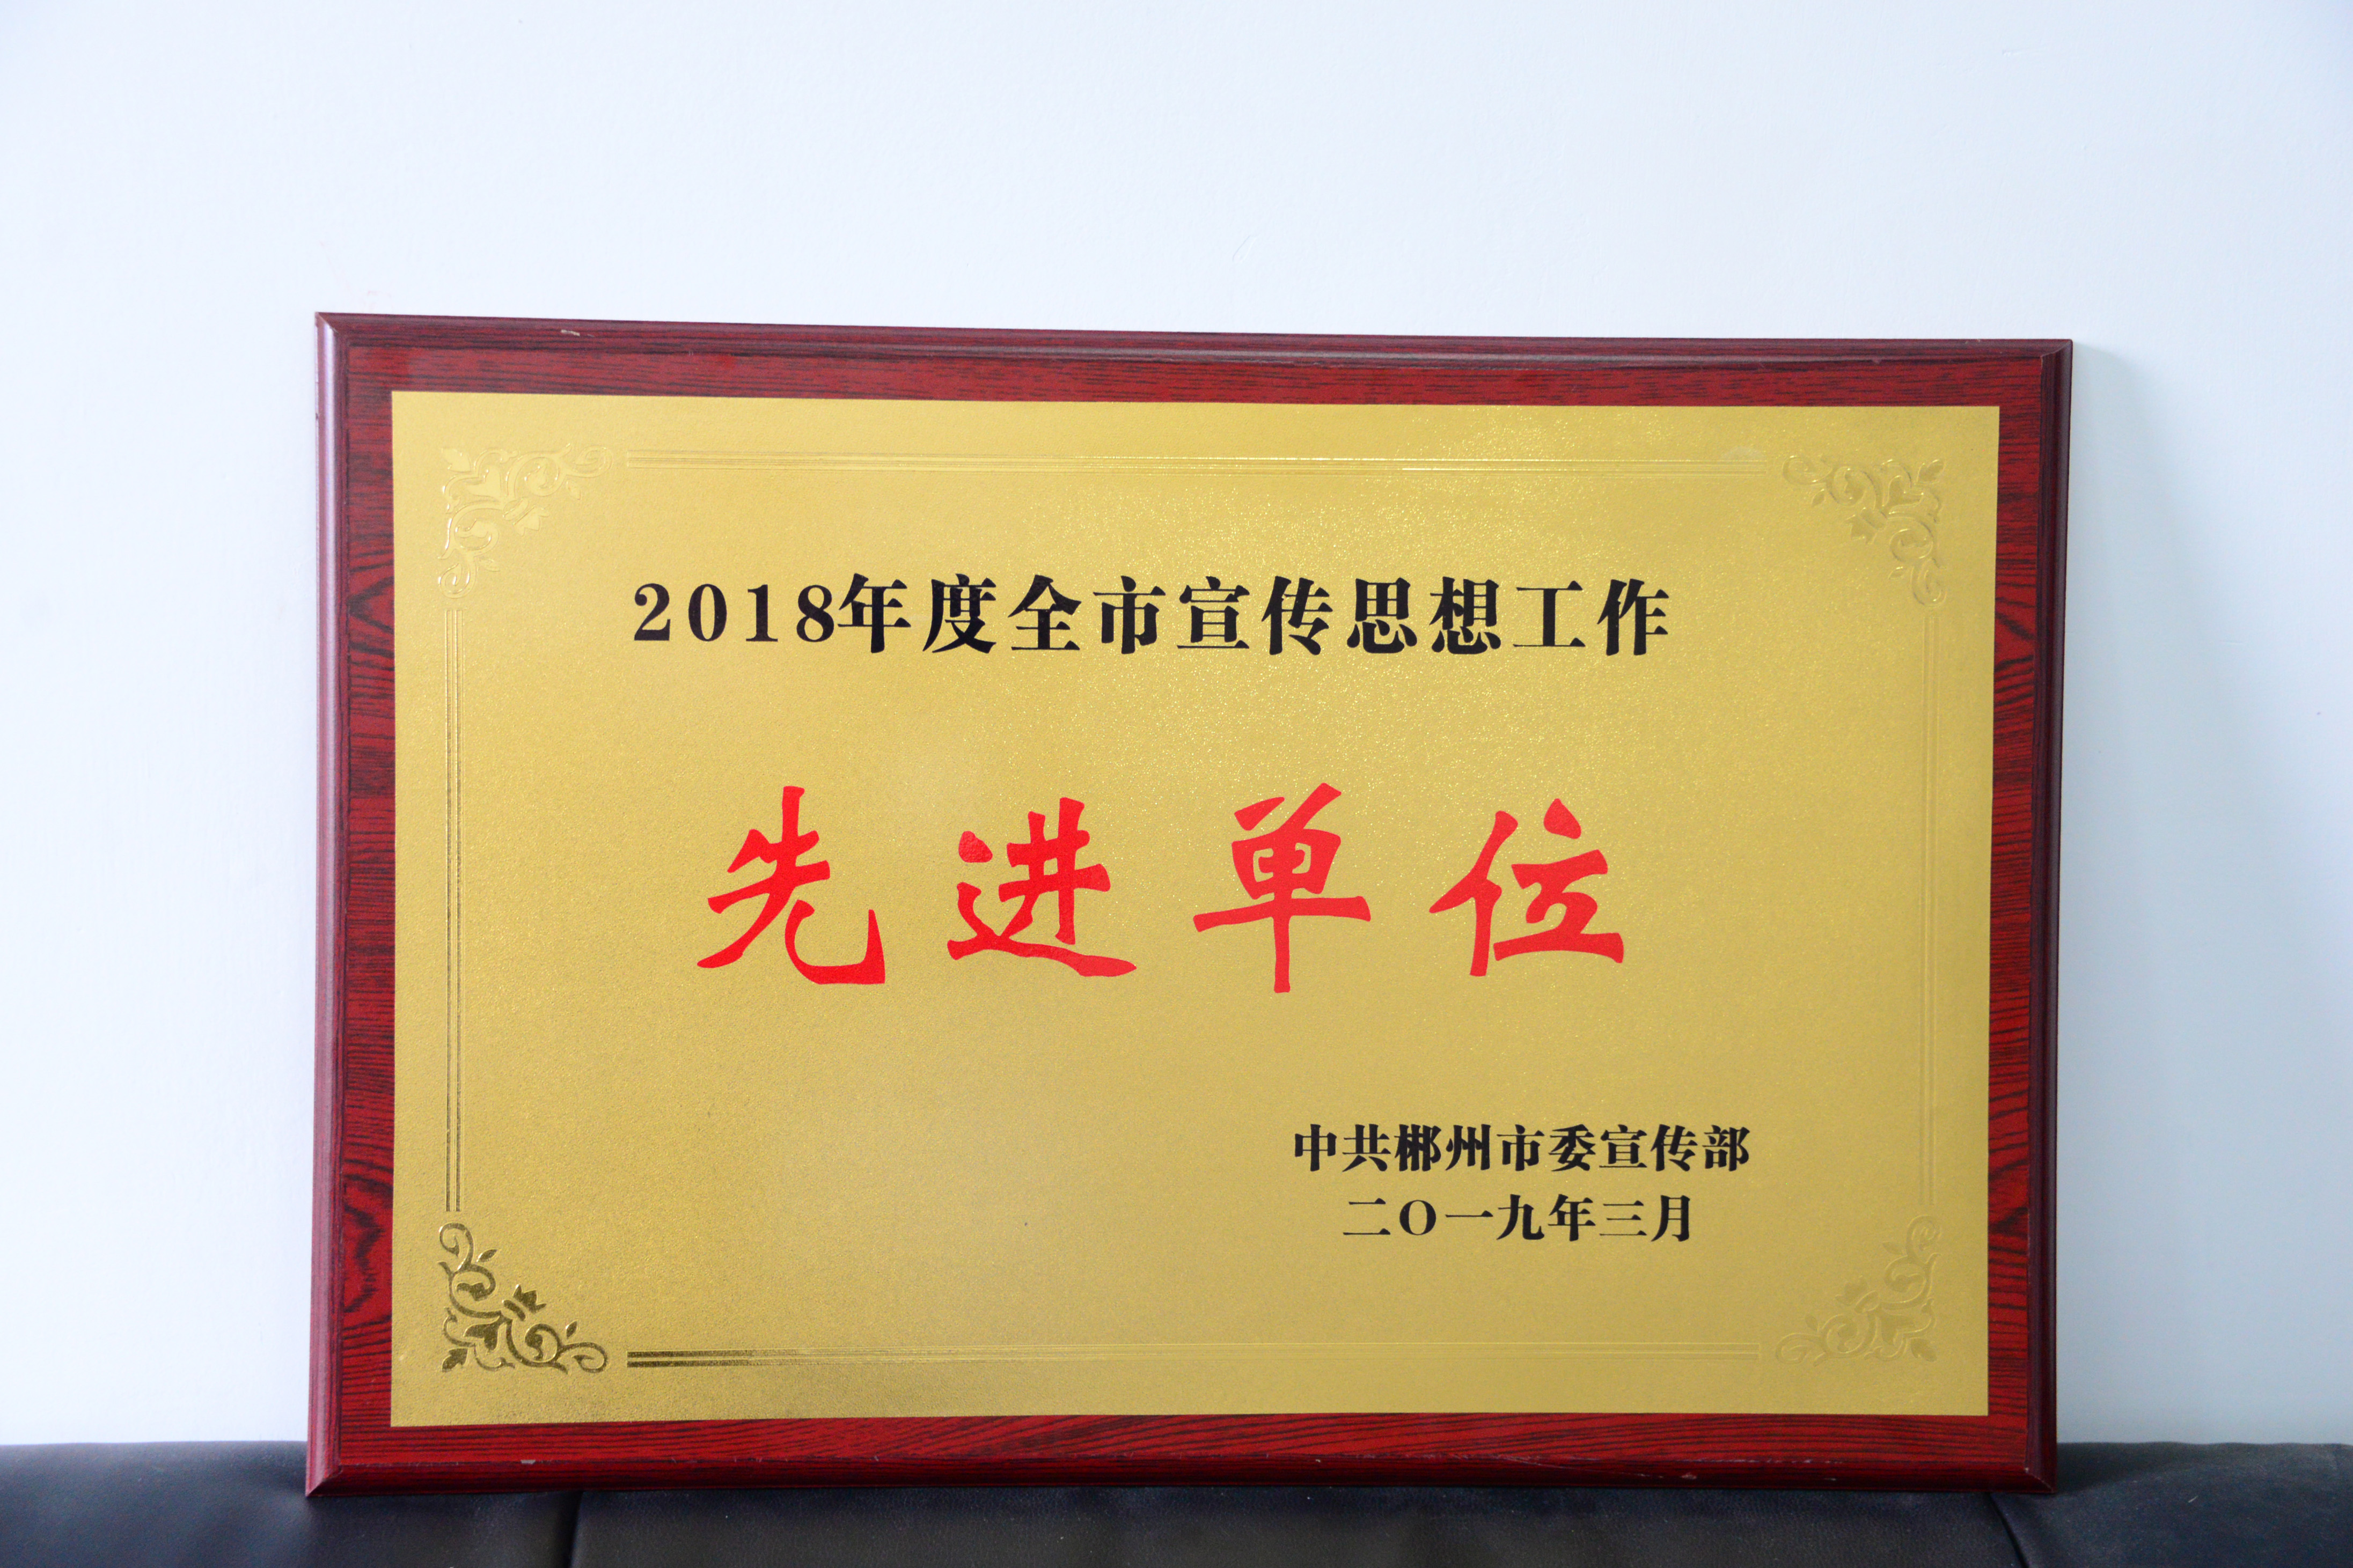 2018年度全市宣传思想工作
先进单位
中共郴州市委宣传部
二〇一九年三月